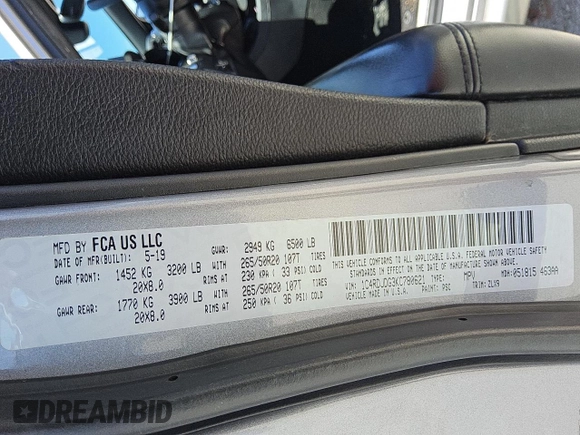 MFD BY FCA US LLC
DATE OF MFR(BUILT): 5-19 GVWR: 2949 KG 6500 LB
GAWR FRONT: 1452 KG 3200 LB 265/50R20 107T TIRES
20X8.0 RIMS AT 230 KPA ( 33 PSI) COLD
GAWR REAR: 1770 KG 3900 LB 265/50R20 107T TIRES
20X8.0 RIMS AT 250 KPA ( 36 PSI) COLD
THIS VEHICLE CONFORMS TO ALL APPLICABLE U.S.A. FEDERAL MOTOR VEHICLE SAFETY
STANDARDS IN EFFECT ON THE DATE OF MANUFACTURE SHOWN ABOVE.
VIN: TYPE: MPV MDH: 051815 463AA
VEHICLE MADE IN U.S.A. PAINT: PSC TRIM: ZLX9
DREAMBID